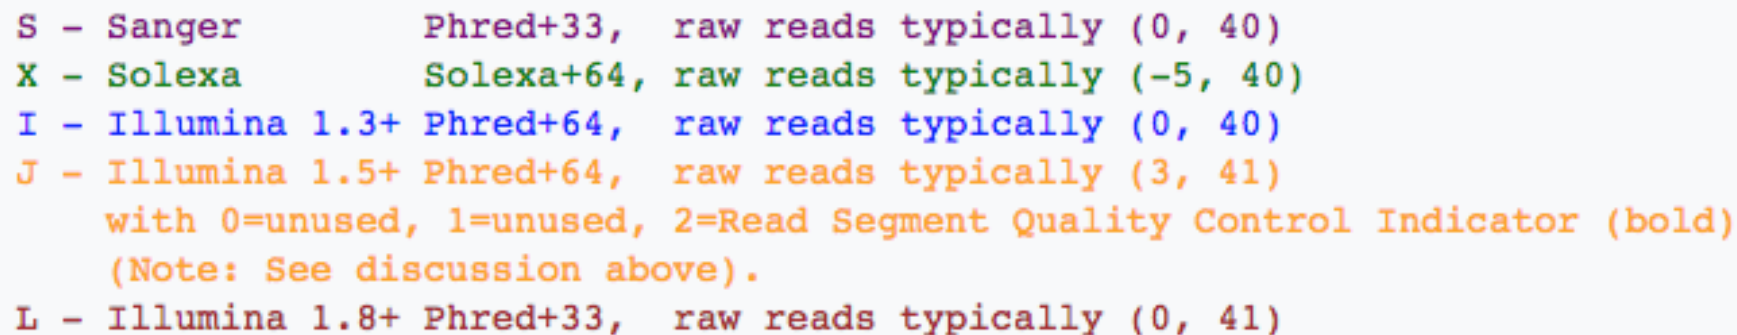 S - Sanger        Phred+33,  raw reads typically (0, 40)
X - Solexa        Solexa+64, raw reads typically (-5, 40)
I - Illumina 1.3+ Phred+64,  raw reads typically (0, 40)
J - Illumina 1.5+ Phred+64,  raw reads typically (3, 41)
    with 0=unused, 1=unused, 2=Read Segment Quality Control Indicator (bold)
    (Note: See discussion above).
L - Illumina 1.8+ Phred+33,  raw reads typically (0, 41)